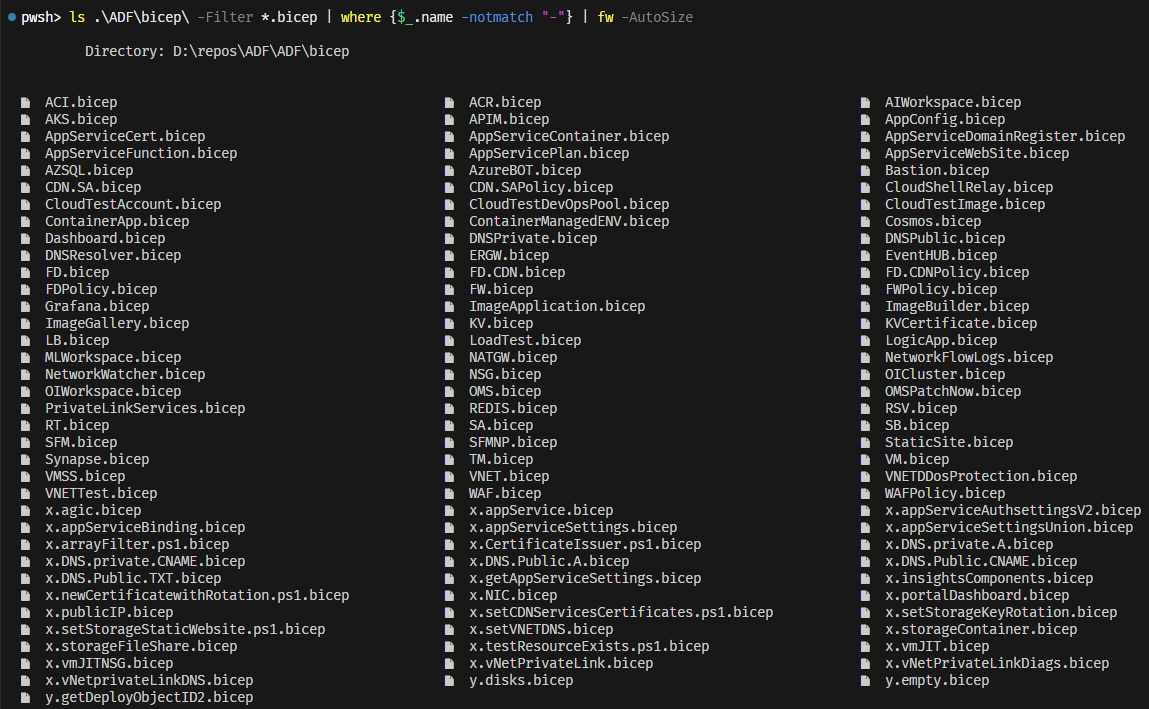 pwsh> ls .\ADF\bicep\ -Filter *.bicep | where {$_.name -notmatch "-"} | fw -AutoSize
Directory: D:\repos\ADF\ADF\bicep
ACI.bicep ACR.bicep AIWorkspace.bicep
AKS.bicep APIM.bicep AppConfig.bicep
AppServiceCert.bicep AppServiceContainer.bicep AppServiceDomainRegister.bicep
AppServiceFunction.bicep AppServicePlan.bicep AppServiceWebSite.bicep
AZSQL.bicep AzureBOT.bicep Bastion.bicep
CDN.SA.bicep CDN.SAPolicy.bicep CloudShellRelay.bicep
CloudTestAccount.bicep CloudTestDevOpsPool.bicep CloudTestImage.bicep
ContainerApp.bicep ContainerManagedENV.bicep Cosmos.bicep
Dashboard.bicep DNSPrivate.bicep DNSPublic.bicep
DNSResolver.bicep ERGW.bicep EventHUB.bicep
FD.bicep FD.CDN.bicep FD.CDNPolicy.bicep
FDPolicy.bicep FW.bicep FWPolicy.bicep
Grafana.bicep ImageApplication.bicep ImageBuilder.bicep
ImageGallery.bicep KV.bicep KVCertificate.bicep
LB.bicep LoadTest.bicep LogicApp.bicep
MLWorkspace.bicep NATGW.bicep NetworkFlowLogs.bicep
NetworkWatcher.bicep NSG.bicep OICluster.bicep
OIWorkspace.bicep OMS.bicep OMSPatchNow.bicep
PrivateLinkServices.bicep REDIS.bicep RSV.bicep
RT.bicep SA.bicep SB.bicep
SFM.bicep SFMNP.bicep StaticSite.bicep
Synapse.bicep TM.bicep VM.bicep
VMSS.bicep VNET.bicep VNETDDosProtection.bicep
VNETTest.bicep WAF.bicep WAFPolicy.bicep
x.agic.bicep x.appService.bicep x.appServiceAuthsettingsV2.bicep
x.appServiceBinding.bicep x.appServiceSettings.bicep x.appServiceSettingsUnion.bicep
x.arrayFilter.ps1.bicep x.CertificateIssuer.ps1.bicep x.DNS.private.A.bicep
x.DNS.private.CNAME.bicep x.DNS.Public.A.bicep x.DNS.Public.CNAME.bicep
x.DNS.Public.TXT.bicep x.getAppServiceSettings.bicep x.insightsComponents.bicep
x.newCertificatewithRotation.ps1.bicep x.NIC.bicep x.portalDashboard.bicep
x.publicIP.bicep x.setCDNServicesCertificates.ps1.bicep x.setStorageKeyRotation.bicep
x.setStorageStaticWebsite.ps1.bicep x.setVNETDNS.bicep x.storageContainer.bicep
x.storageFileShare.bicep x.testResourceExists.ps1.bicep x.vmJIT.bicep
x.vmJITNSG.bicep x.vNetPrivateLink.bicep x.vNetPrivateLinkDiags.bicep
x.vNetprivateLinkDNS.bicep y.disks.bicep y.empty.bicep
y.getDeployObjectID2.bicep